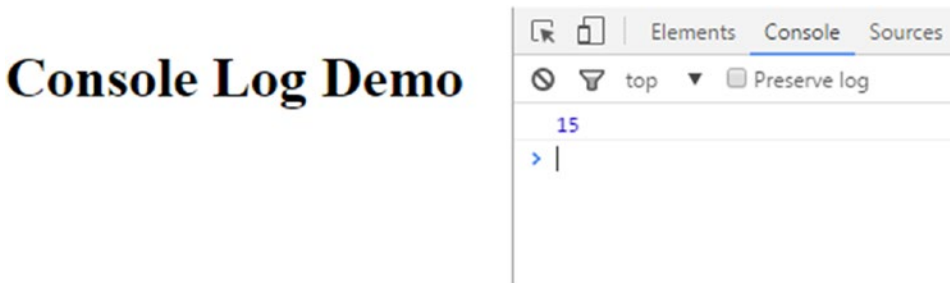 Console Log Demo
Elements Console Sources
top Preserve log
15